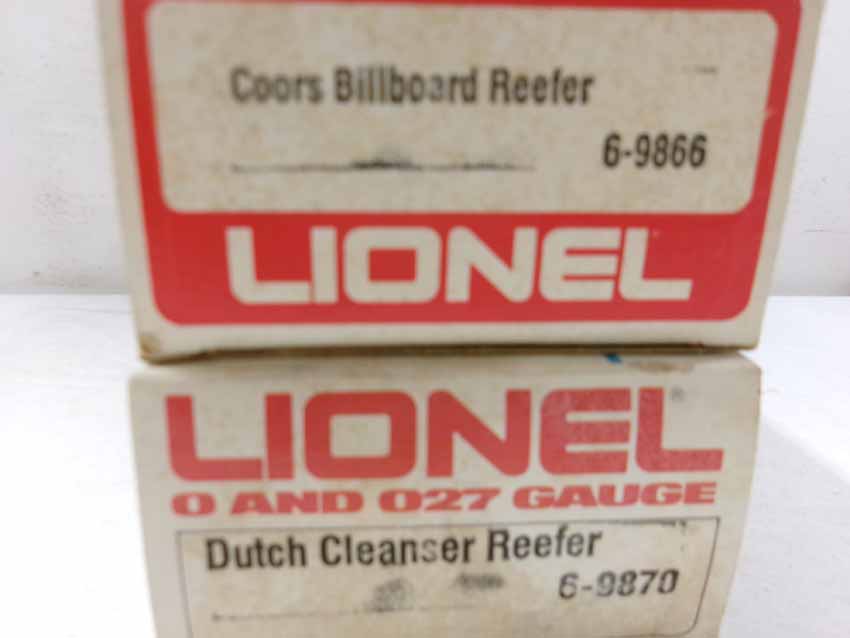 Coors Billboard Reefer
6-9866
LIONEL
LIONEL®
O AND O27 GAUGE
Dutch Cleanser Reefer
6-9870